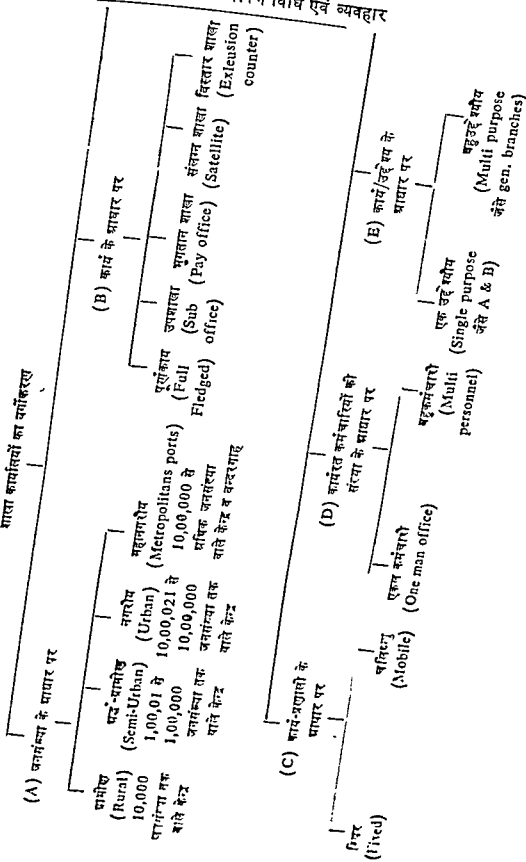 विधि एवं व्यवहार
शाखा कार्यालयों का वर्गीकरण
(A) जनसंख्या के आधार पर
ग्रामीण
(Rural)
10,000
जनसंख्या तक
वाले केन्द्र
अर्द्ध-ग्रामीण
(Semi-Urban)
1,00,01 से
1,00,000
जनसंख्या तक
वाले केन्द्र
नगरीय
(Urban)
10,00,021 से
10,00,000
जनसंख्या तक
वाले केन्द्र
महानगरीय
(Metropolitans ports)
10,00,000 से
अधिक जनसंख्या
वाले केन्द्र व बन्दरगाह
(B) कार्य के आधार पर
पूर्णकाय
(Full
Fledged)
उपशाखा
(Sub
office)
भुगतान शाखा
(Pay office)
संलग्न शाखा
(Satellite)
विस्तार शाखा
(Exleusion
counter)
(C) कार्य-प्रणाली के
आधार पर
स्थिर
(Fixed)
चलिष्णु
(Mobile)
(D) कार्यरत कर्मचारियों की
संख्या के आधार पर
एकल कर्मचारी
(One man office)
बहुकर्मचारी
(Multi
personnel)
(E) कार्य/उद्देश्य के
आधार पर
एक उद्देश्यीय
(Single purpose
जैसे A & B)
बहुउद्देश्यीय
(Multi purpose
जैसे gen. branches)